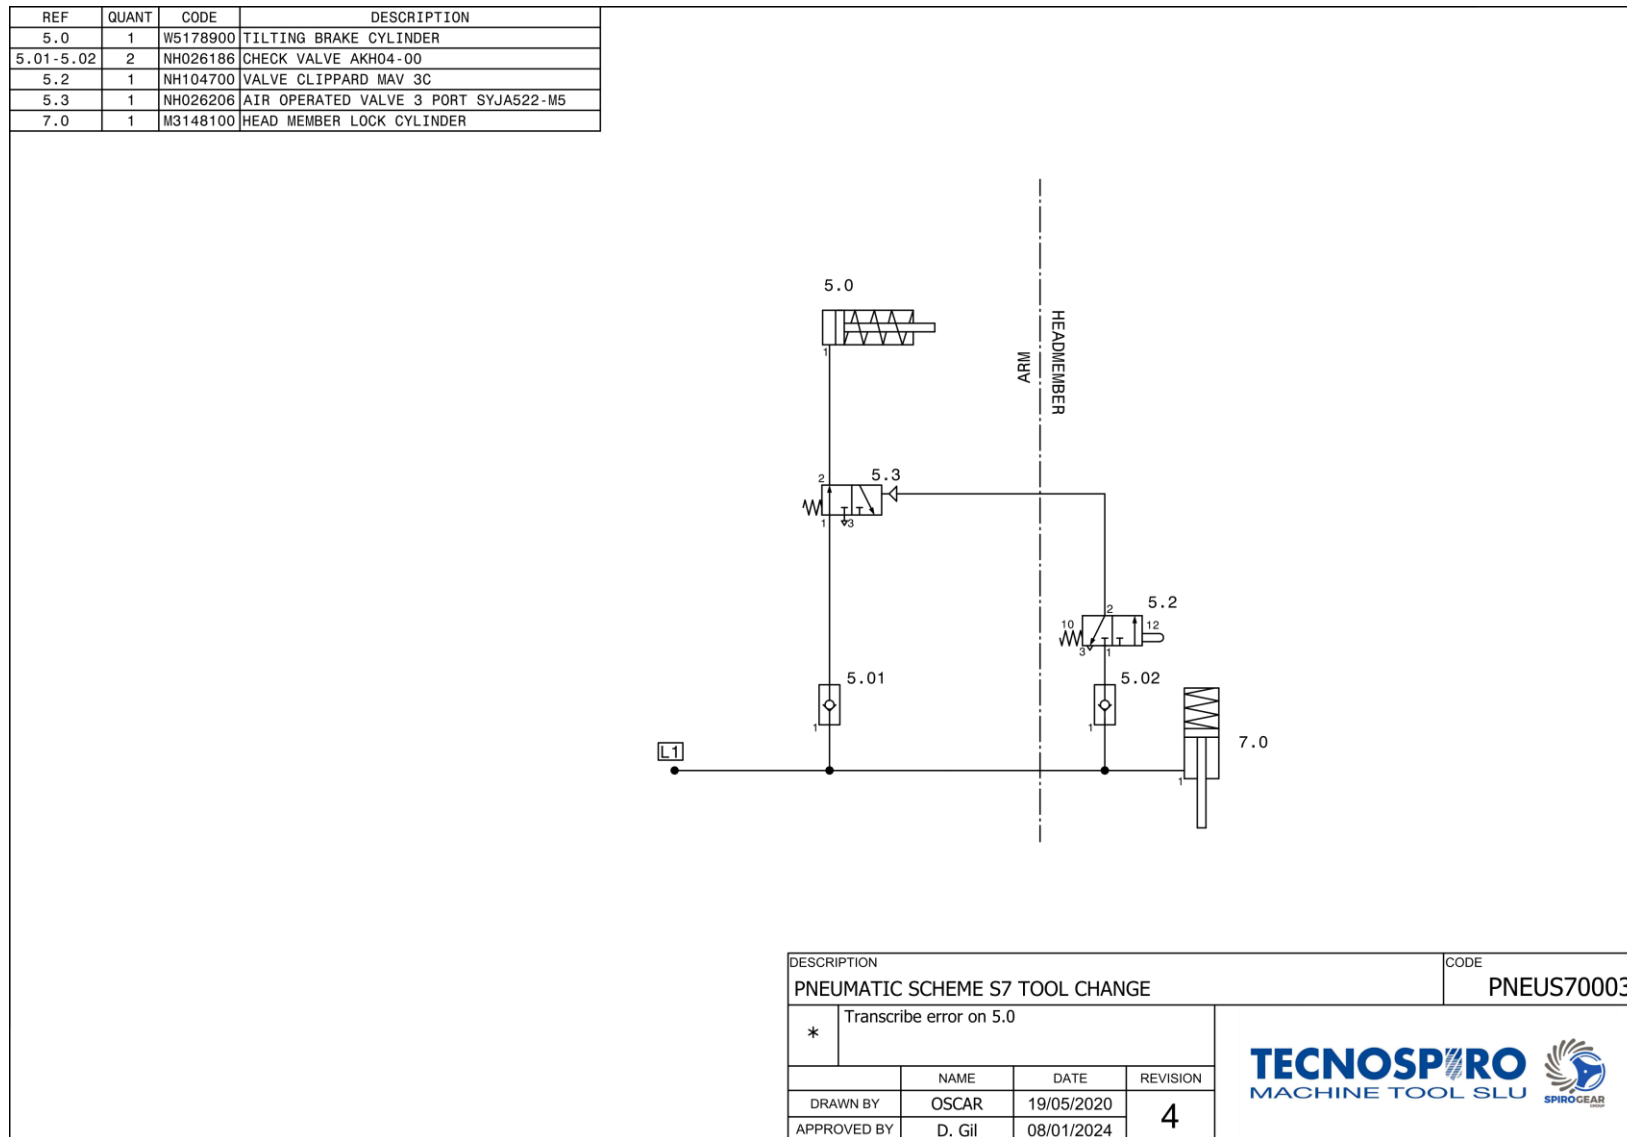 REF QUANT CODE DESCRIPTION
5.0 1 W5178900 TILTING BRAKE CYLINDER
5.01-5.02 2 NH026186 CHECK VALVE AKH04-00
5.2 1 NH104700 VALVE CLIPPARD MAV 3C
5.3 1 NH026206 AIR OPERATED VALVE 3 PORT SYJA522-M5
7.0 1 M3148100 HEAD MEMBER LOCK CYLINDER
5.0
1
ARM
HEADMEMBER
2
5.3
1
3
5.2
2
10
12
3
1
5.01
1
5.02
1
L1
7.0
1
DESCRIPTION
PNEUMATIC SCHEME S7 TOOL CHANGE
CODE
PNEUS70003
* Transcribe error on 5.0
NAME DATE REVISION
DRAWN BY OSCAR 19/05/2020
4
APPROVED BY D. Gil 08/01/2024
TECNOSPIRO
MACHINE TOOL SLU
SPIROGEAR
GROUP